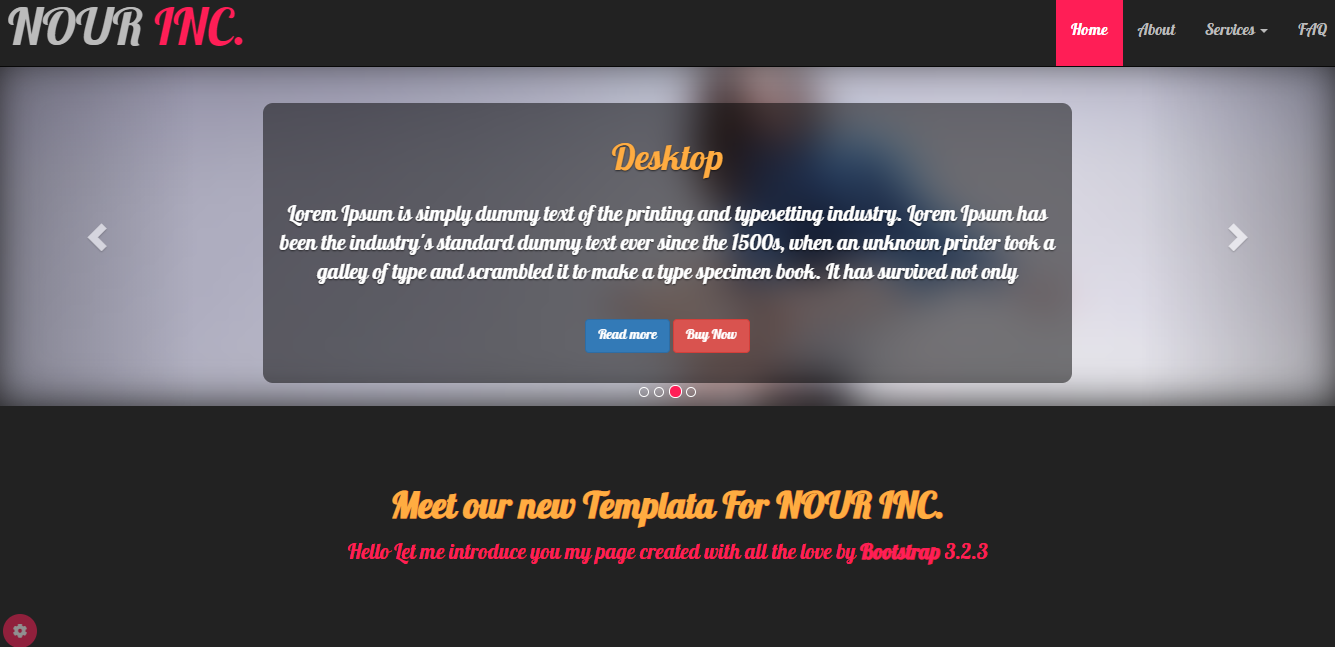 NOUR INC.
Home About Services FAQ
Desktop
Lorem Ipsum is simply dummy text of the printing and typesetting industry. Lorem Ipsum has
been the industry's standard dummy text ever since the 1500s, when an unknown printer took a
galley of type and scrambled it to make a type specimen book. It has survived not only
Read more Buy Now
Meet our new Templata For NOUR INC.
Hello Let me introduce you my page created with all the love by Bootstrap 3.2.3